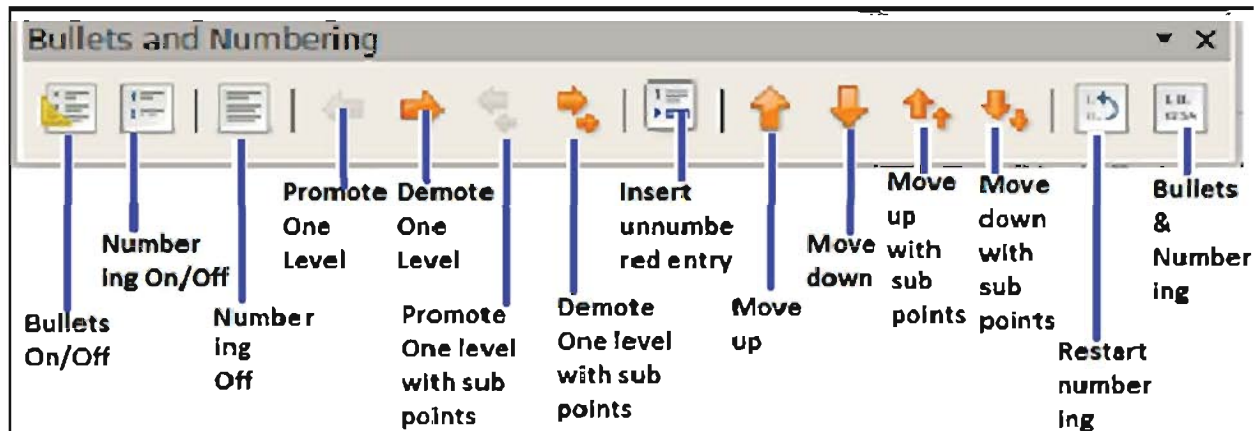 Bullets and Numbering
Promote
One
Level
Demote
One
Level
Insert
unnumbe
red entry
Move
up
with
sub
points
Move
down
with
sub
points
Bullets
&
Number
ing
Number
ing On/Off
Move
down
Bullets
On/Off
Number
ing
Off
Promote
One level
with sub
points
Demote
One level
with sub
points
Move
up
Restart
number
ing